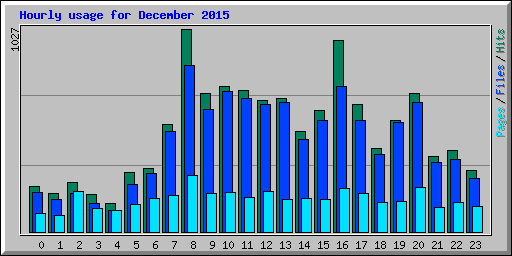 Hourly usage for December 2015
1027
Pages/Files/Hits
0 1 2 3 4 5 6 7 8 9 10 11 12 13 14 15 16 17 18 19 20 21 22 23